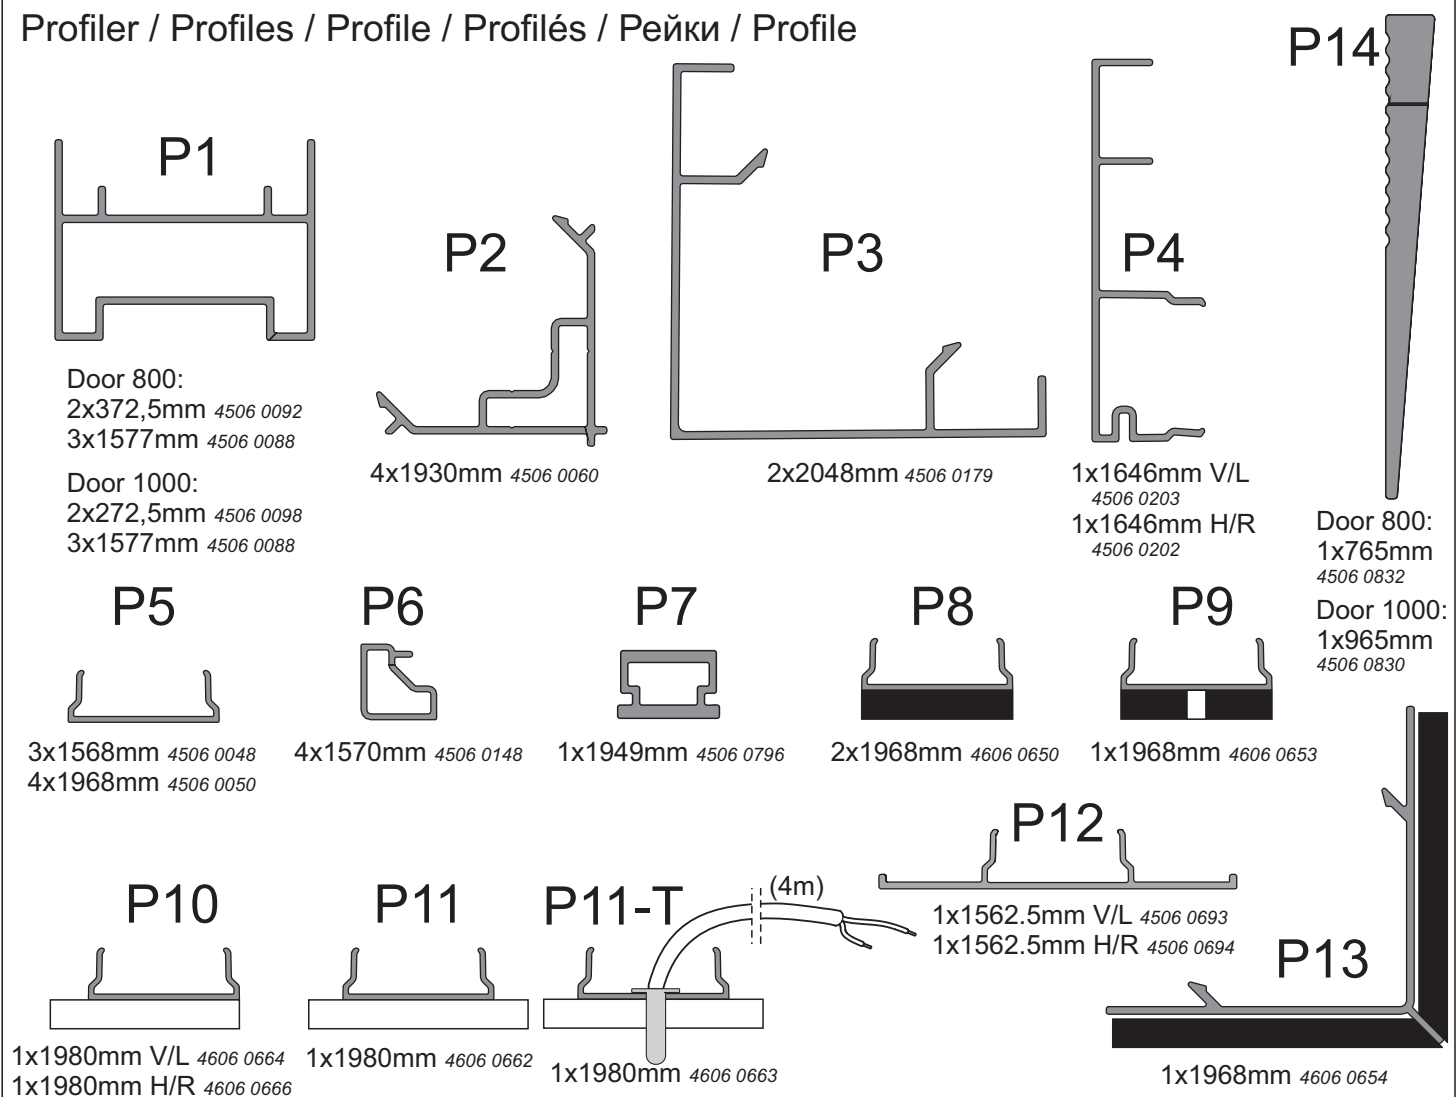 Profiler / Profiles / Profile / Profilés / Рейки / Profile
P1
Door 800:
2x372,5mm 4506 0092
3x1577mm 4506 0088
Door 1000:
2x272,5mm 4506 0098
3x1577mm 4506 0088
P2
4x1930mm 4506 0060
P3
2x2048mm 4506 0179
P4
1x1646mm V/L
4506 0203
1x1646mm H/R
4506 0202
P14
Door 800:
1x765mm
4506 0832
Door 1000:
1x965mm
4506 0830
P5
3x1568mm 4506 0048
4x1968mm 4506 0050
P6
4x1570mm 4506 0148
P7
1x1949mm 4506 0796
P8
2x1968mm 4606 0650
P9
1x1968mm 4606 0653
P10
1x1980mm V/L 4606 0664
1x1980mm H/R 4606 0666
P11
1x1980mm 4606 0662
P11-T
(4m)
1x1980mm 4606 0663
P12
1x1562.5mm V/L 4506 0693
1x1562.5mm H/R 4506 0694
P13
1x1968mm 4606 0654